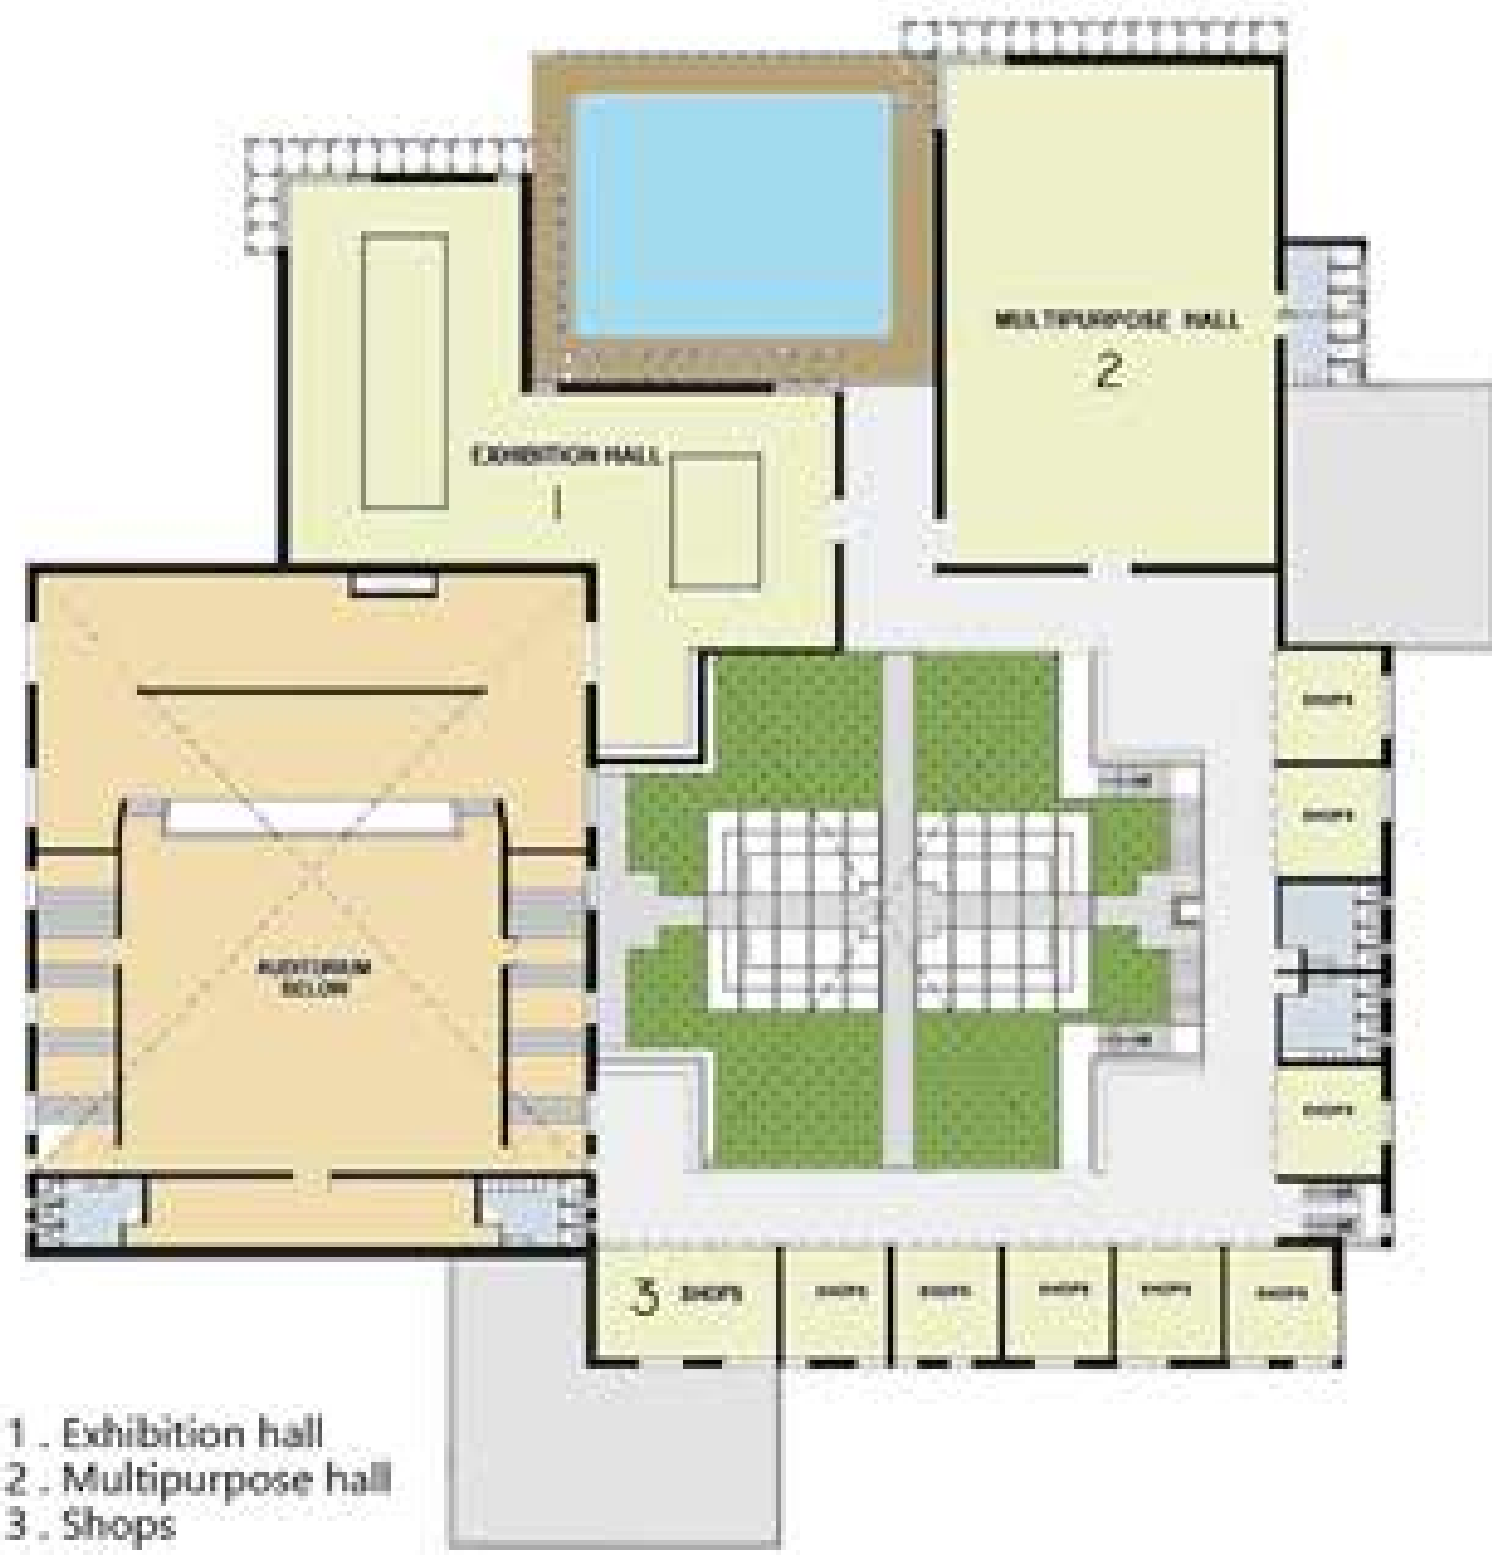 MULTIPURPOSE HALL
2
EXHIBITION HALL
1
SHOPS
SHOPS
AUDITORIUM
BELOW
SHOPS
3 SHOPS SHOPS SHOPS SHOPS SHOPS SHOPS
1 . Exhibition hall
2 . Multipurpose hall
3 . Shops